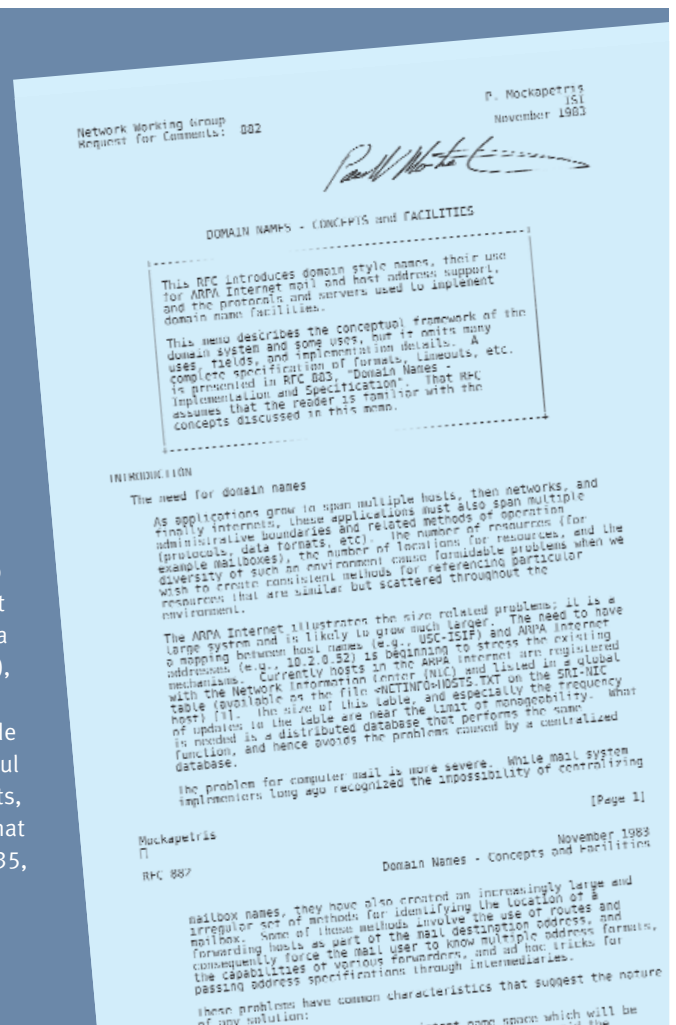 t
a
),
le
ul
ts,
hat
35,
Network Working Group
Request for Comments: 882
P. Mockapetris
ISI
November 1983
DOMAIN NAMES - CONCEPTS and FACILITIES
This RFC introduces domain style names, their use
for ARPA Internet mail and host address support,
and the protocols and servers used to implement
domain name facilities.
This memo describes the conceptual framework of the
domain system and some uses, but it omits many
uses, fields, and implementation details. A
complete specification of formats, timeouts, etc.
is presented in RFC 883, "Domain Names -
Implementation and Specification". That RFC
assumes that the reader is familiar with the
concepts discussed in this memo.
INTRODUCTION
The need for domain names
As applications grow to span multiple hosts, then networks, and
finally internets, these applications must also span multiple
administrative boundaries and related methods of operation
(protocols, data formats, etc). The number of resources (for
example mailboxes), the number of locations for resources, and the
diversity of such an environment cause formidable problems when we
wish to create consistent methods for referencing particular
resources that are similar but scattered throughout the
environment.
The ARPA Internet illustrates the size related problems; it is a
large system and is likely to grow much larger. The need to have
a mapping between host names (e.g., USC-ISIF) and ARPA Internet
addresses (e.g., 10.2.0.52) is beginning to stress the existing
mechanisms. Currently hosts in the ARPA Internet are registered
with the Network Information Center (NIC) and listed in a global
table (available as the file <NETINFO>HOSTS.TXT on the SRI-NIC
host) [1]. The size of this table, and especially the frequency
of updates to the table are near the limit of manageability. What
is needed is a distributed database that performs the same
function, and hence avoids the problems caused by a centralized
database.
The problem for computer mail is more severe. While mail system
implementers long ago recognized the impossibility of centralizing
[Page 1]
Mockapetris
November 1983
RFC 882
Domain Names - Concepts and Facilities
mailbox names, they have also created an increasingly large and
irregular set of methods for identifying the location of a
mailbox. Some of these methods involve the use of routes and
forwarding hosts as part of the mail destination address, and
consequently force the mail user to know multiple address formats,
the capabilities of various forwarders, and ad hoc tricks for
passing address specifications through intermediaries.
These problems have common characteristics that suggest the nature
of any solution:
name space which will be
the